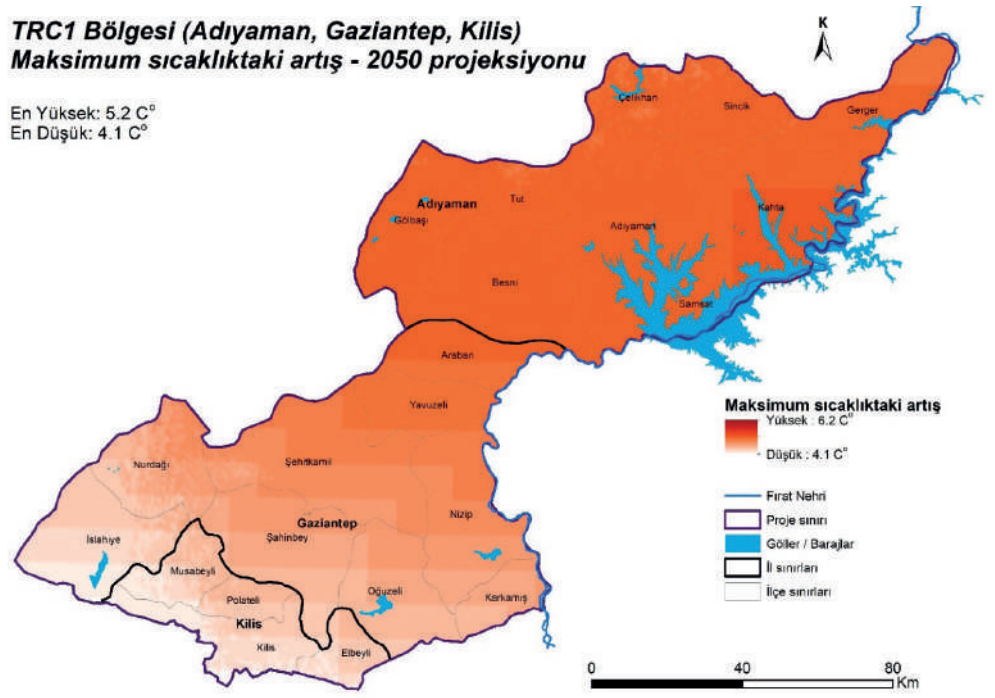 TRC1 Bölgesi (Adıyaman, Gaziantep, Kilis)
Maksimum sıcaklıktaki artış - 2050 projeksiyonu
En Yüksek: 5.2 C°
En Düşük: 4.1 C°
K
Çelikhan
Sincik
Gerger
Adıyaman
Tut
Gölbaşı
Kahta
Adıyaman
Besni
Samsat
Araban
Yavuzeli
Nurdağı
Şehitkamil
Gaziantep
Nizip
Şahinbey
İslahiye
Musabeyli
Oğuzeli
Polateli
Karkamış
Kilis
Kilis
Elbeyli
Maksimum sıcaklıktaki artış
Yüksek : 6.2 C°
Düşük : 4.1 C°
Fırat Nehri
Proje sınırı
Göller / Barajlar
İl sınırları
İlçe sınırları
0 40 80
Km